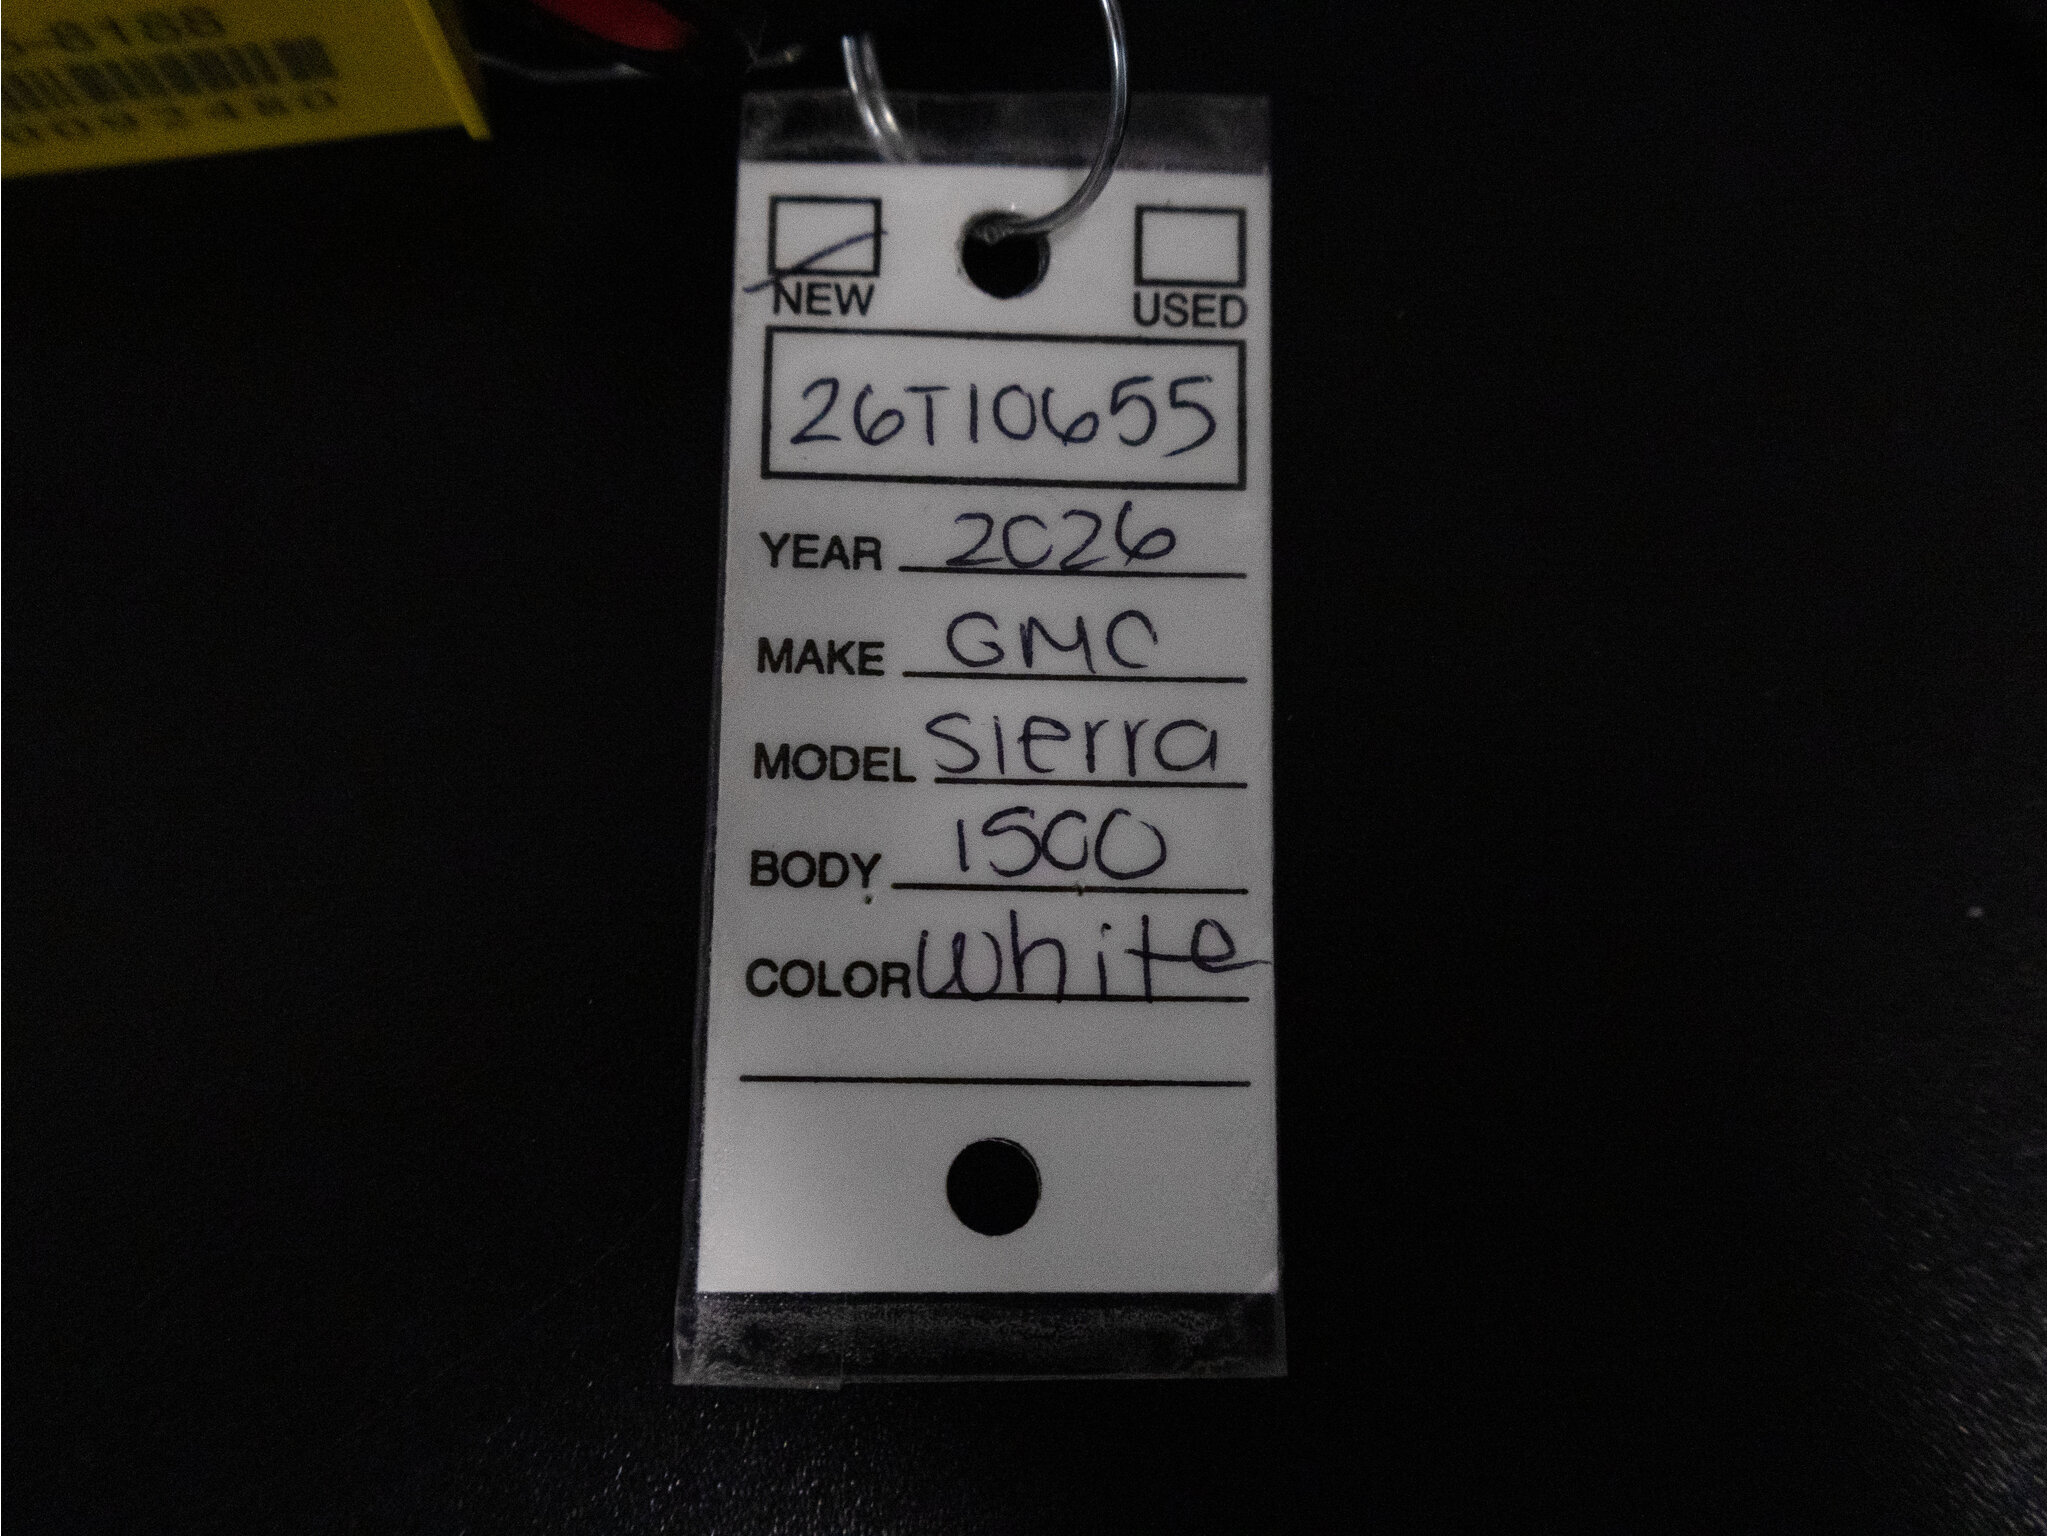 NEW USED
26T10655
YEAR 2026
MAKE GMC
MODEL Sierra
BODY 1500
COLOR White